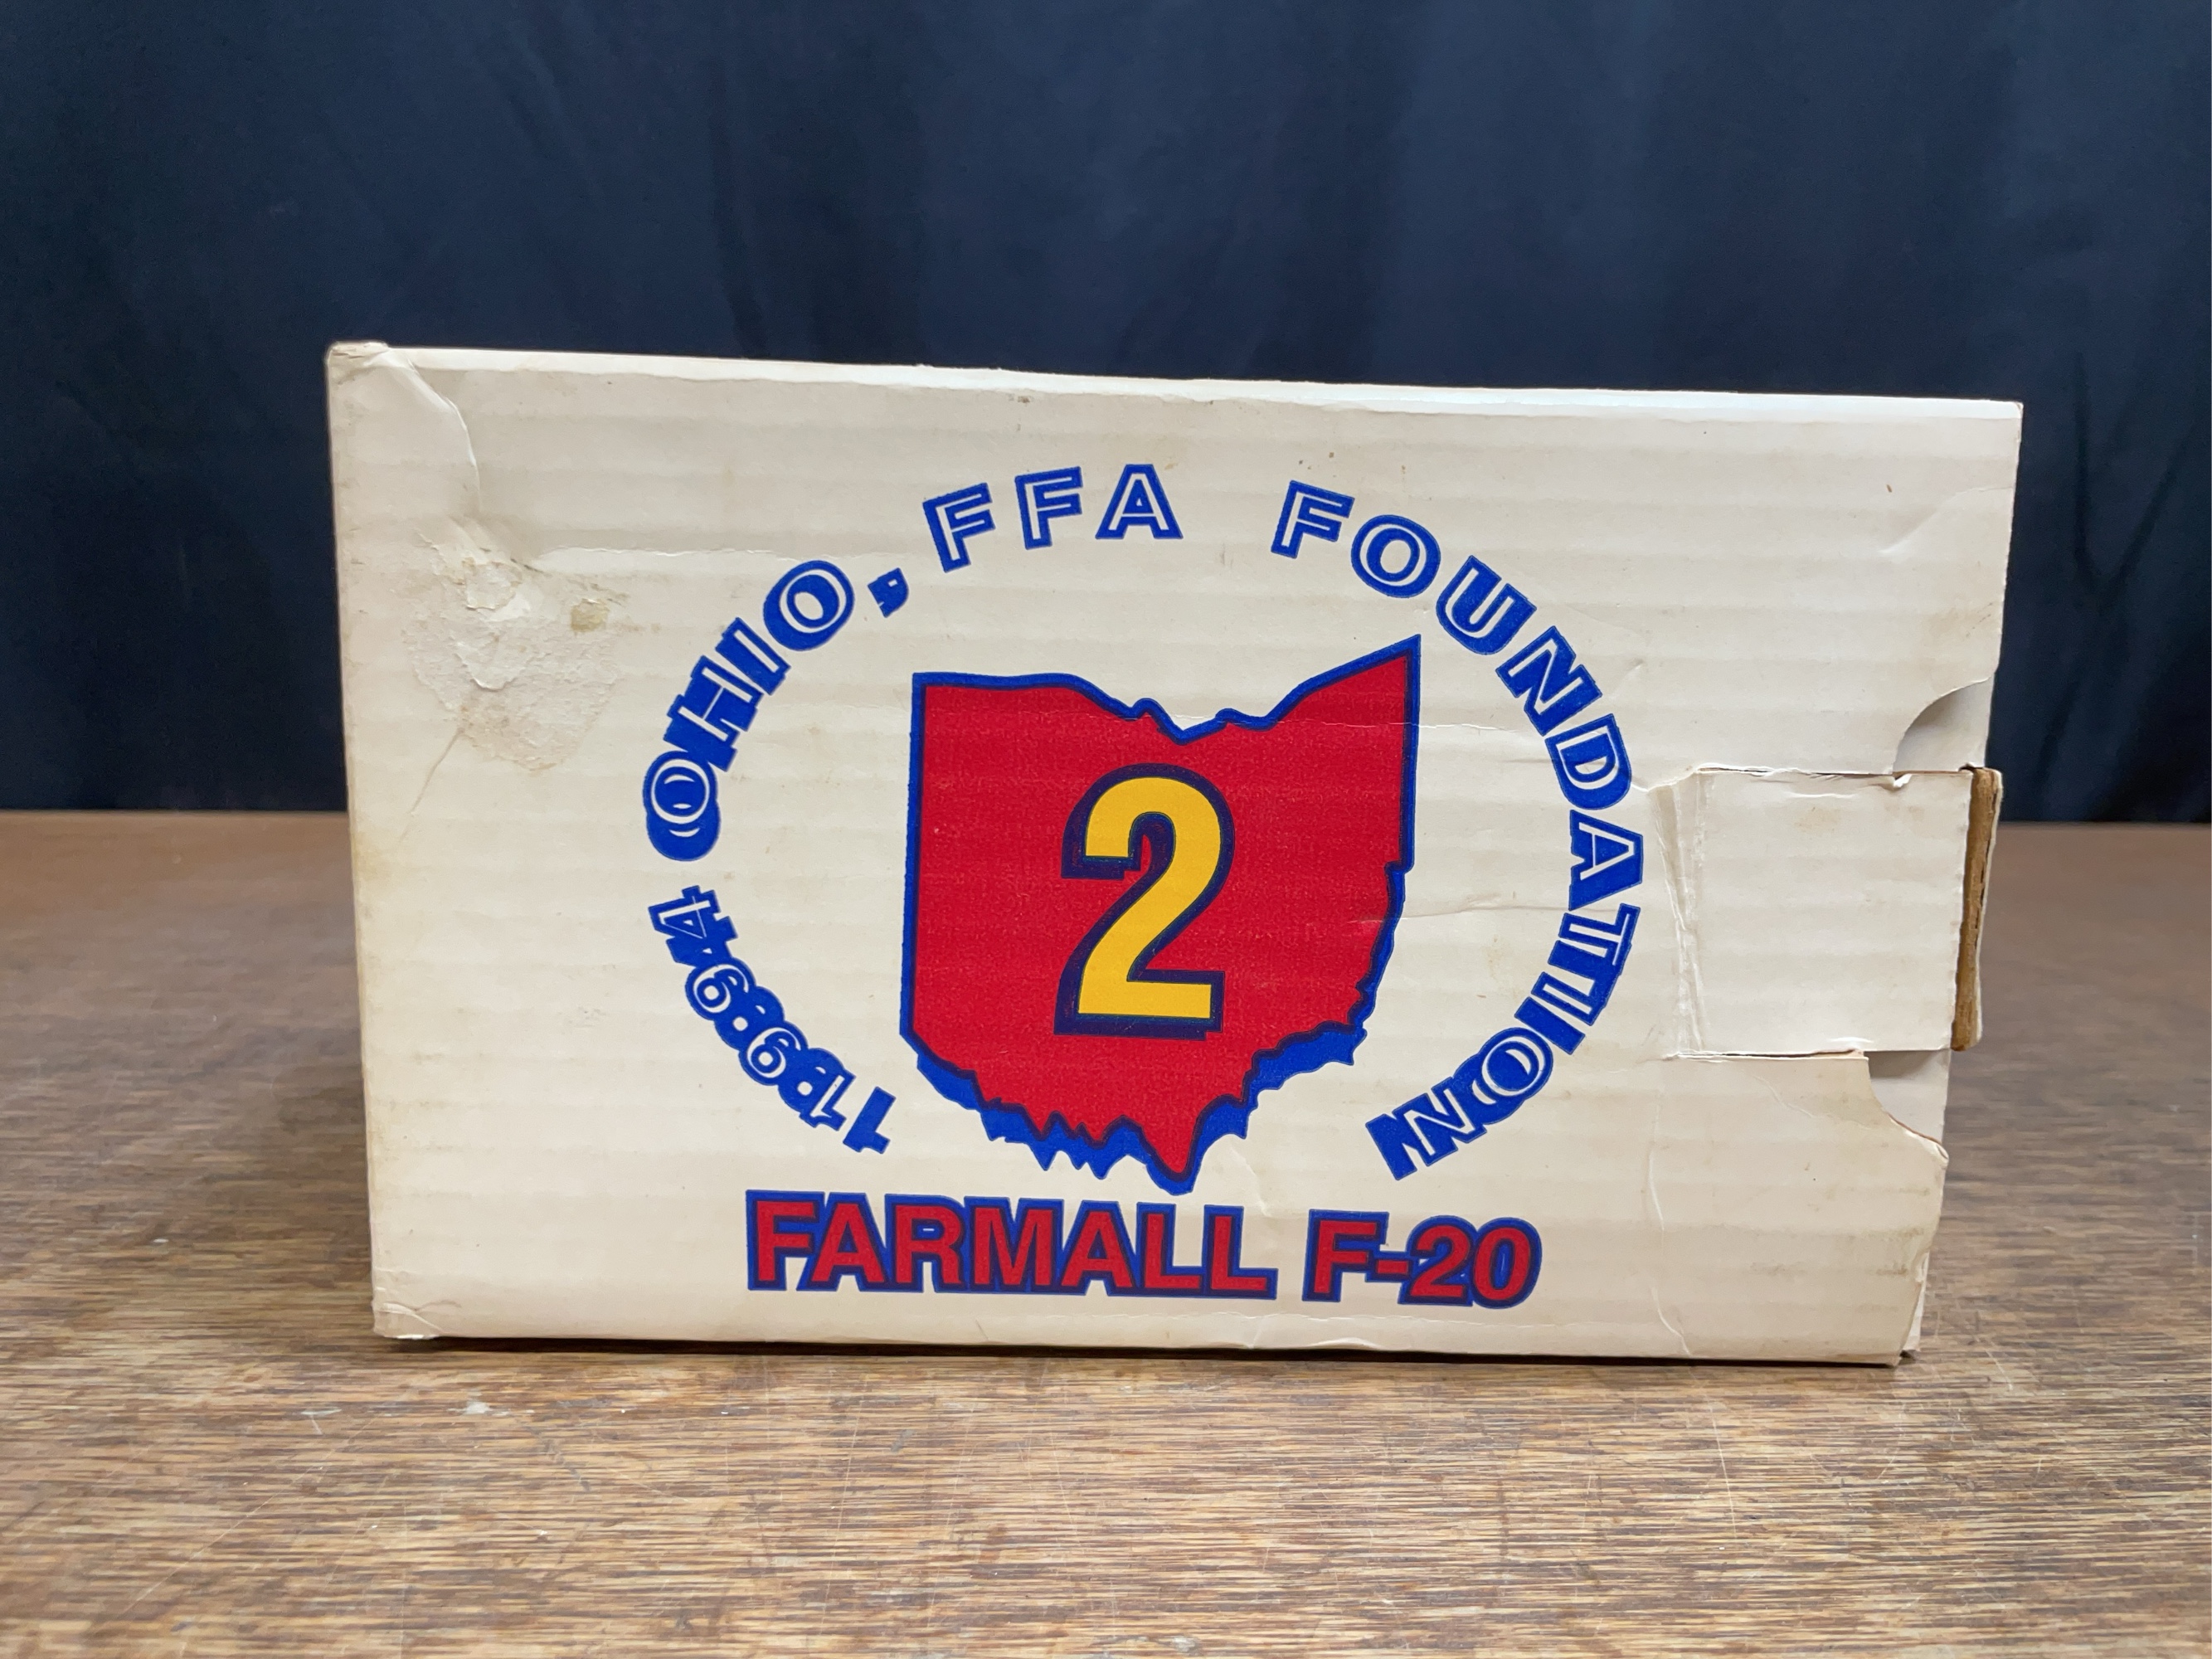 1994 OHIO, FFA FOUNDATION
2
FARMALL F-20